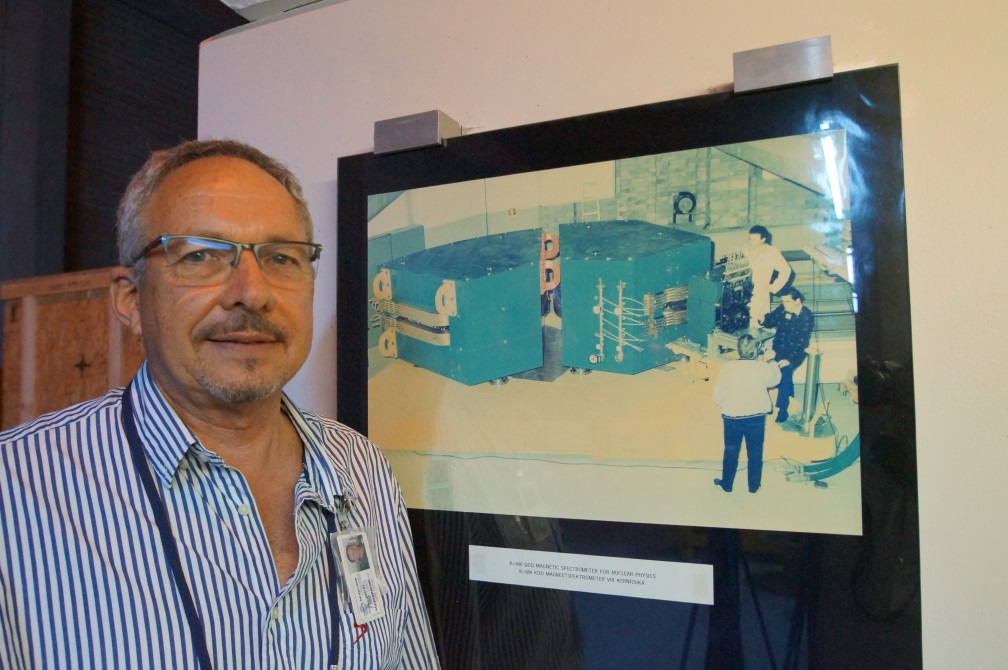 K=600 QDD MAGNETIC SPECTROMETER FOR NUCLEAR PHYSICS
K=600 KDD MAGNEETSPEKTROMETER VIR KERNFISIKA